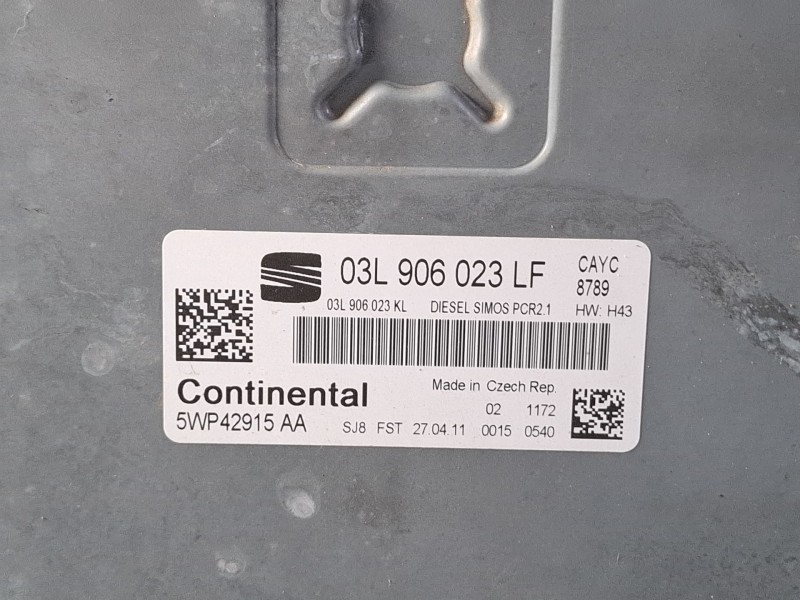 03L 906 023 LF CAYC
8789
03L 906 023 KL DIESEL SIMOS PCR2.1 HW: H43
Continental Made in Czech Rep.
02 1172
5WP42915 AA SJ8 FST 27.04.11 0015 0540